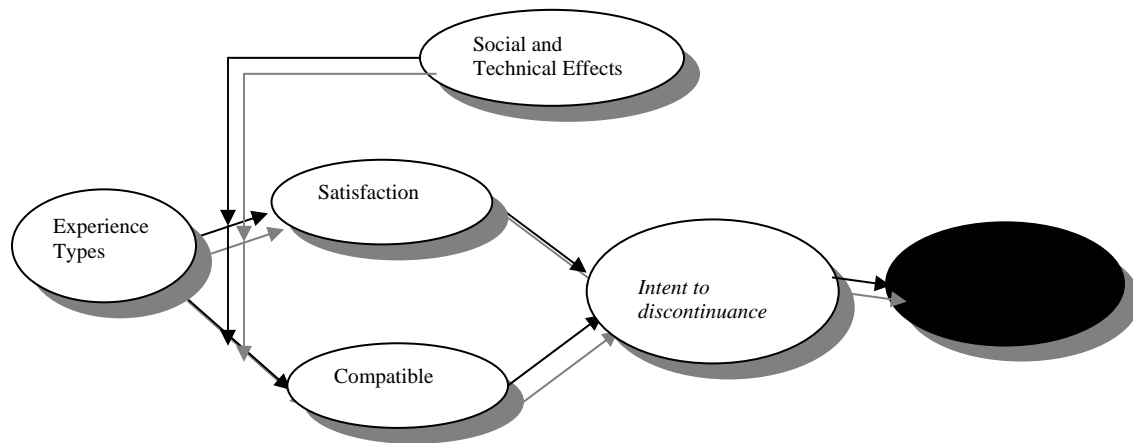 Social and
Technical Effects
Satisfaction
Experience
Types
Intent to
discontinuance
Compatible